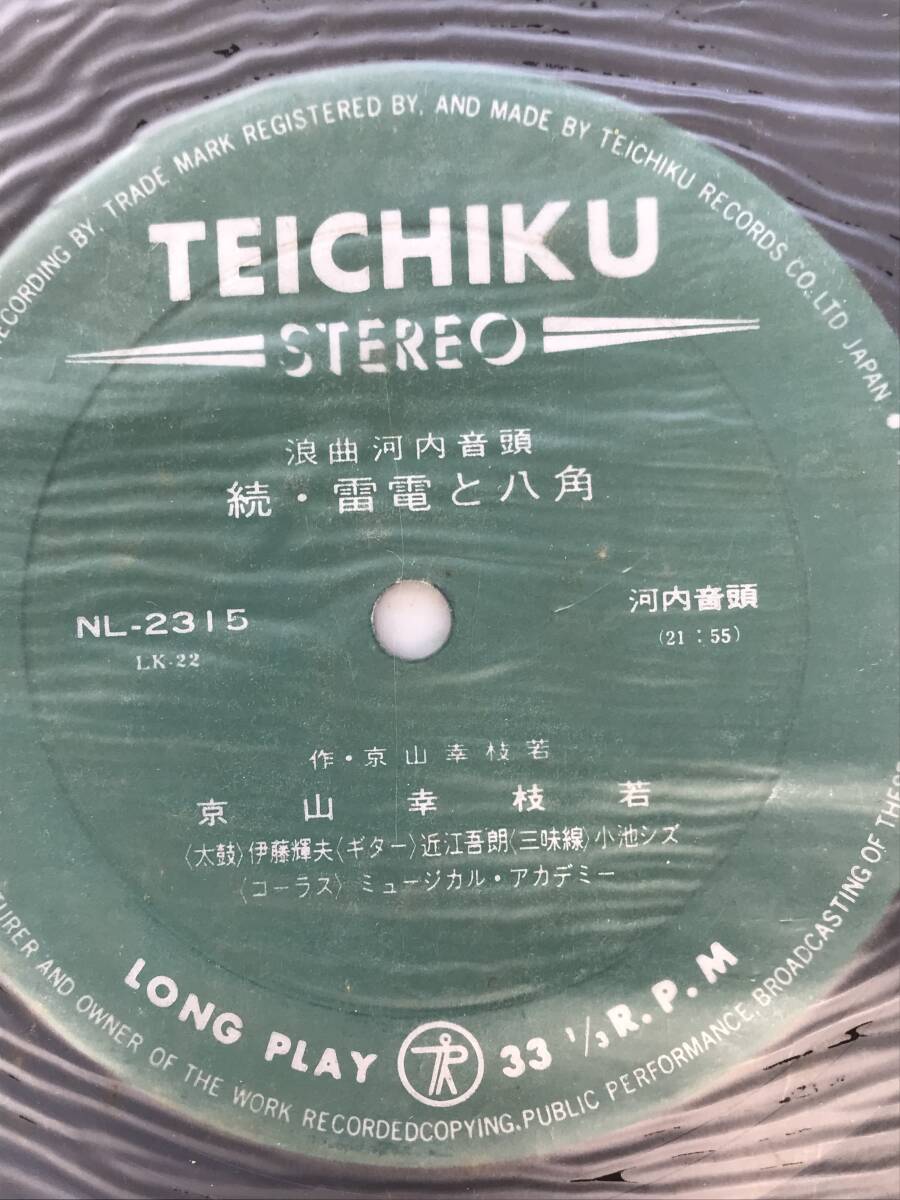 RECORDING BY, TRADE MARK REGISTERED BY, AND MADE BY TEICHIKU RECORDS CO., LTD JAPAN
TEICHIKU
STEREO
浪曲河内音頭
続・雷電と八角
NL-2315
LK-22
河内音頭
(21:55)
作・京山幸枝若
京山幸枝若
〈太鼓〉伊藤輝夫〈ギター〉近江吾朗〈三味線〉小池シズ
〈コーラス〉ミュージカル・アカデミー
LONG PLAY TR 33 1/3 R.P.M
AND OWNER OF THE WORK RECORDEDCOPYING, PUBLIC PERFORMANCE, BROADCASTING OF THESE